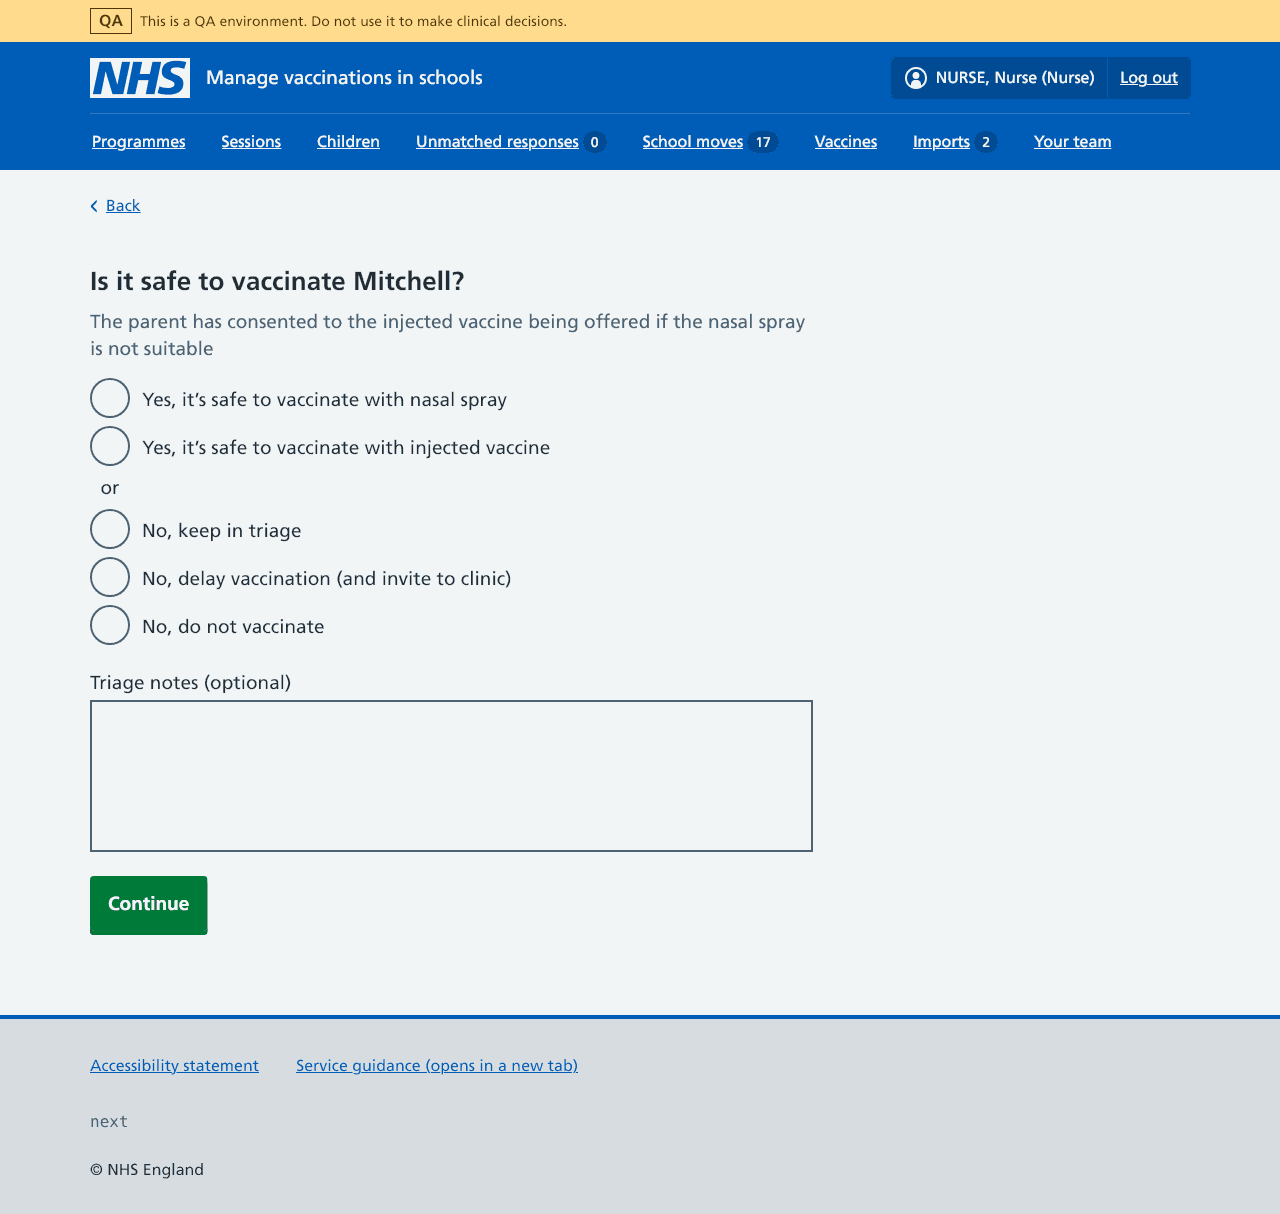 QA This is a QA environment. Do not use it to make clinical decisions.
NHS Manage vaccinations in schools NURSE, Nurse (Nurse) Log out
Programmes Sessions Children Unmatched responses 0 School moves 17 Vaccines Imports 2 Your team
Back
Is it safe to vaccinate Mitchell?
The parent has consented to the injected vaccine being offered if the nasal spray
is not suitable
Yes, it’s safe to vaccinate with nasal spray
Yes, it’s safe to vaccinate with injected vaccine
or
No, keep in triage
No, delay vaccination (and invite to clinic)
No, do not vaccinate
Triage notes (optional)
Continue
Accessibility statement Service guidance (opens in a new tab)
next
© NHS England